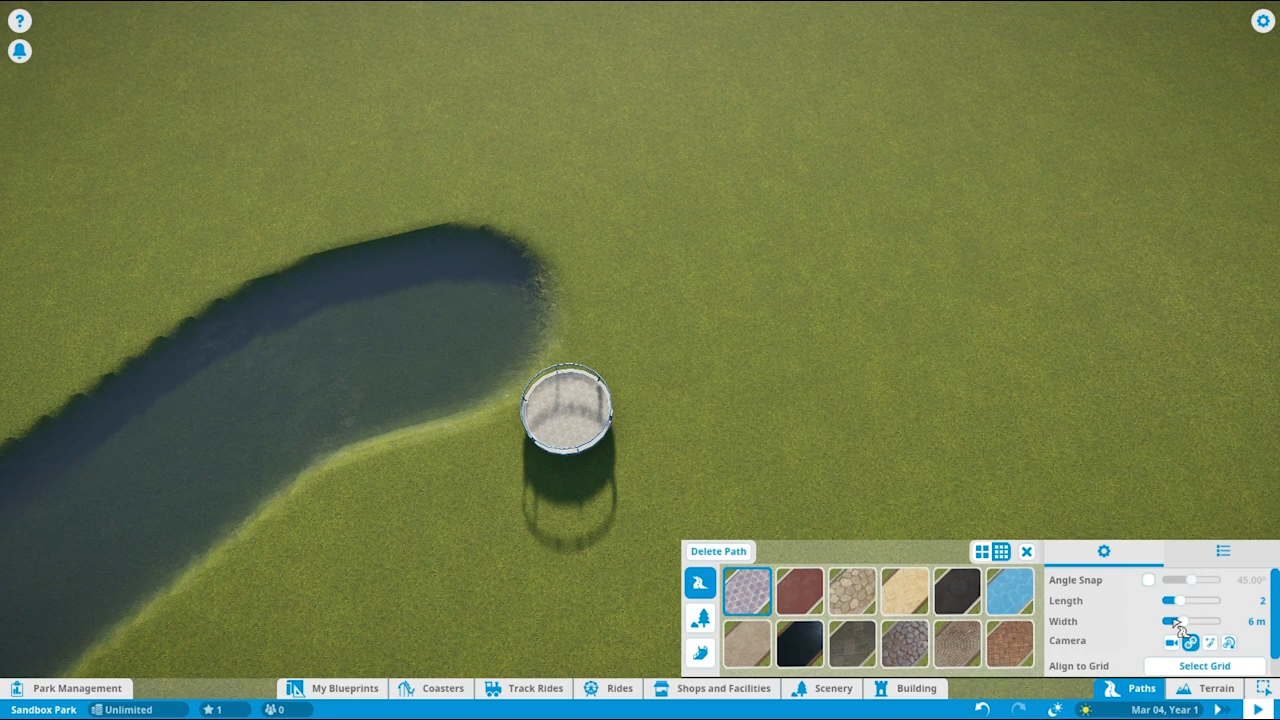 ?
Delete Path
Angle Snap 45.00°
Length 2
Width 6 m
Camera
Align to Grid Select Grid
Park Management My Blueprints Coasters Track Rides Rides Shops and Facilities Scenery Building Paths Terrain
Sandbox Park Unlimited 1 0 Mar 04, Year 1